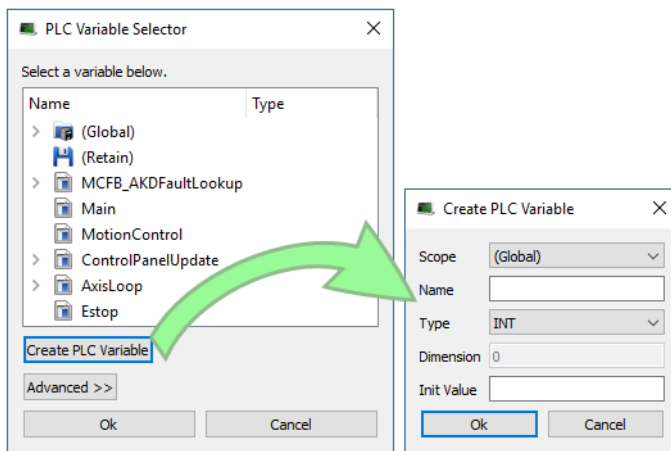 PLC Variable Selector
Select a variable below.
Name Type
(Global)
(Retain)
MCFB_AKDFaultLookup
Main
MotionControl
ControlPanelUpdate
AxisLoop
Estop
Create PLC Variable
Advanced >>
Ok Cancel
Create PLC Variable
Scope (Global)
Name
Type INT
Dimension 0
Init Value
Ok Cancel